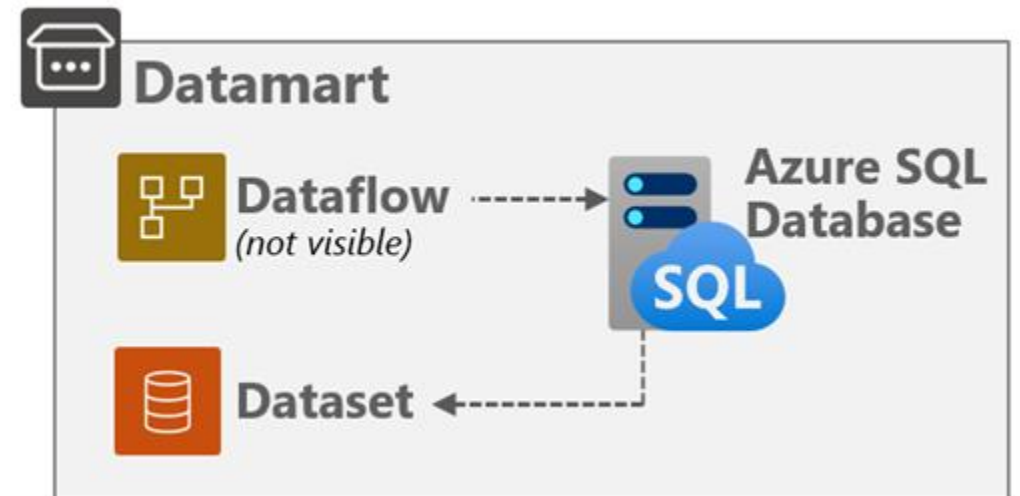 Datamart
Dataflow
(not visible)
Azure SQL
Database
SQL
Dataset